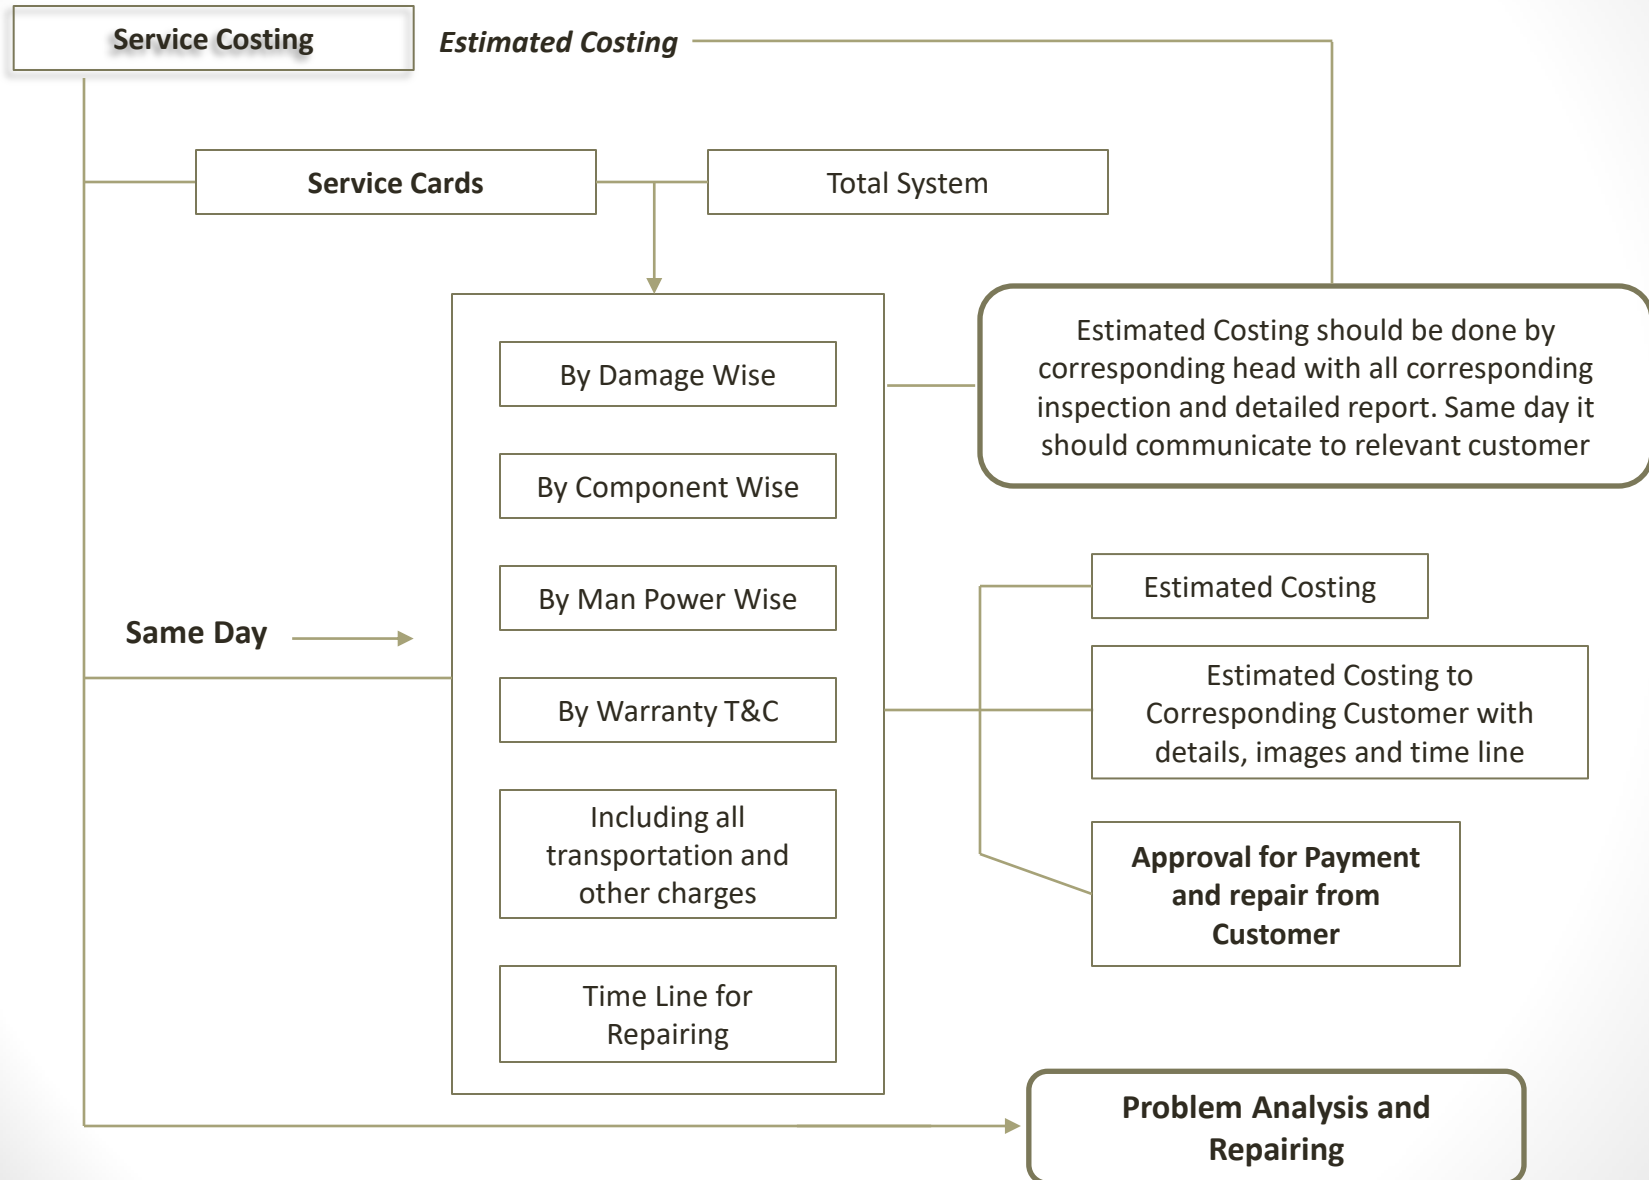 Service Costing
Estimated Costing
Service Cards
Total System
By Damage Wise
By Component Wise
By Man Power Wise
By Warranty T&C
Including all
transportation and
other charges
Time Line for
Repairing
Same Day
Estimated Costing should be done by
corresponding head with all corresponding
inspection and detailed report. Same day it
should communicate to relevant customer
Estimated Costing
Estimated Costing to
Corresponding Customer with
details, images and time line
Approval for Payment
and repair from
Customer
Problem Analysis and
Repairing